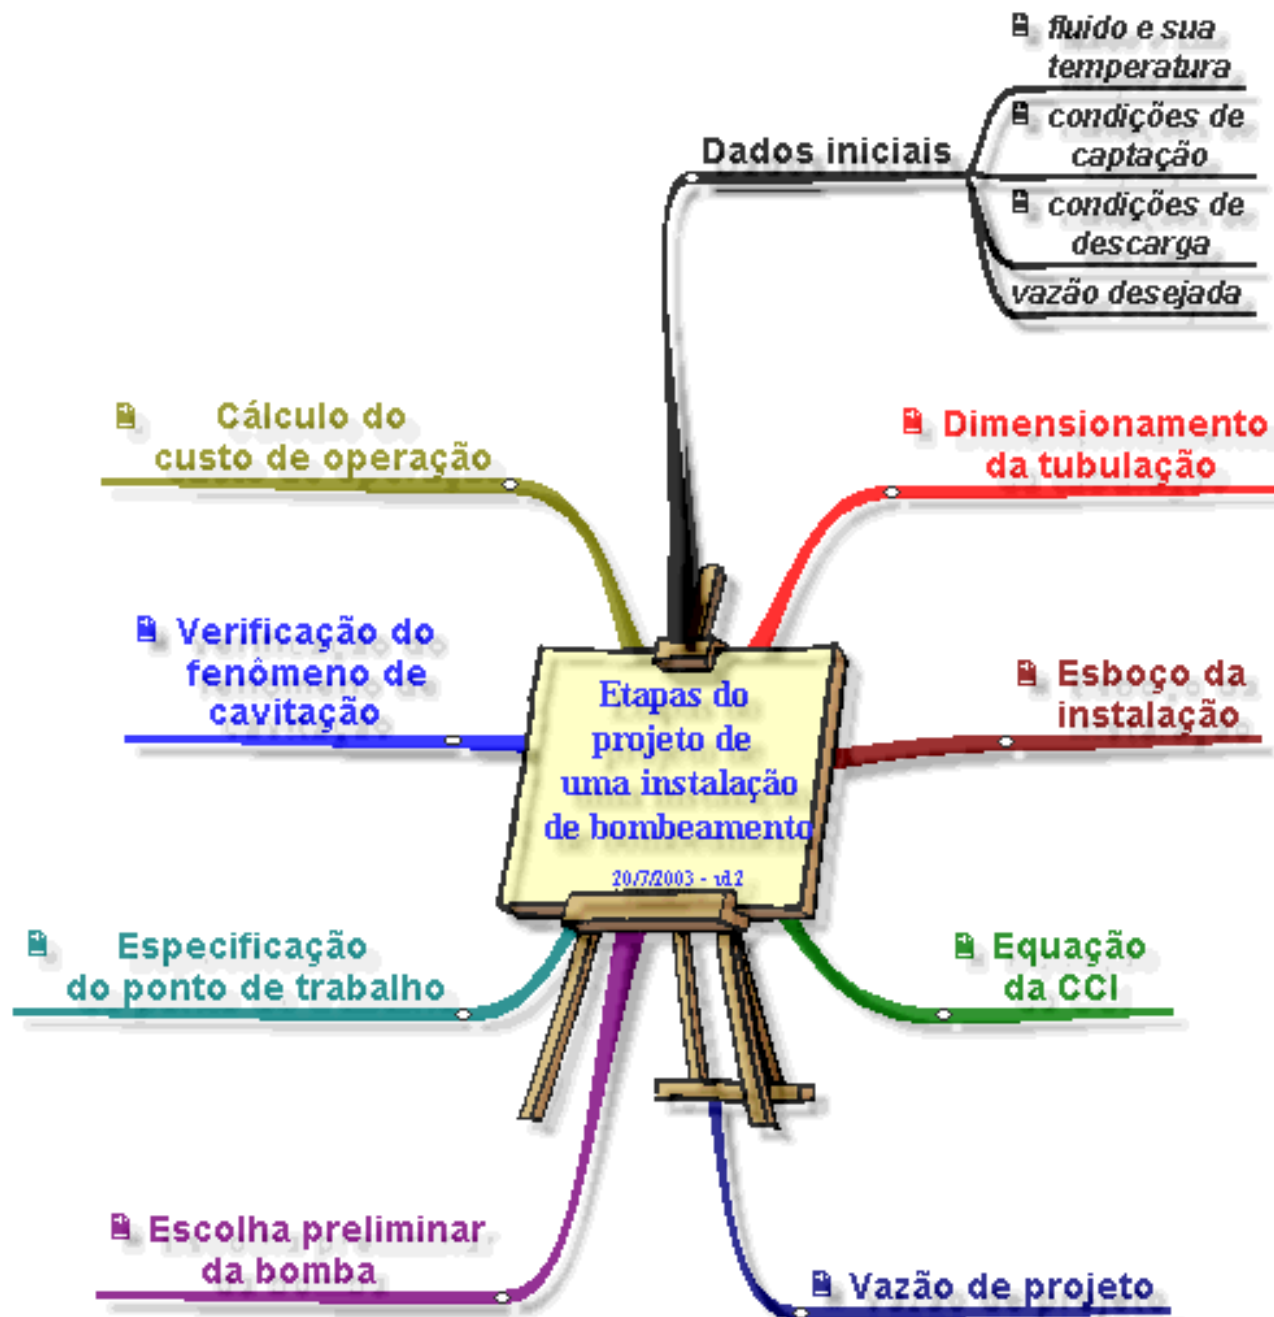 fluido e sua
temperatura
condições de
captação
Dados iniciais
condições de
descarga
vazão desejada
Cálculo do
custo de operação
Dimensionamento
da tubulação
Verificação do
fenômeno de
cavitação
Esboço da
instalação
Etapas do
projeto de
uma instalação
de bombeamento
20/7/2003 - v12
Especificação
do ponto de trabalho
Equação
da CCI
Escolha preliminar
da bomba
Vazão de projeto